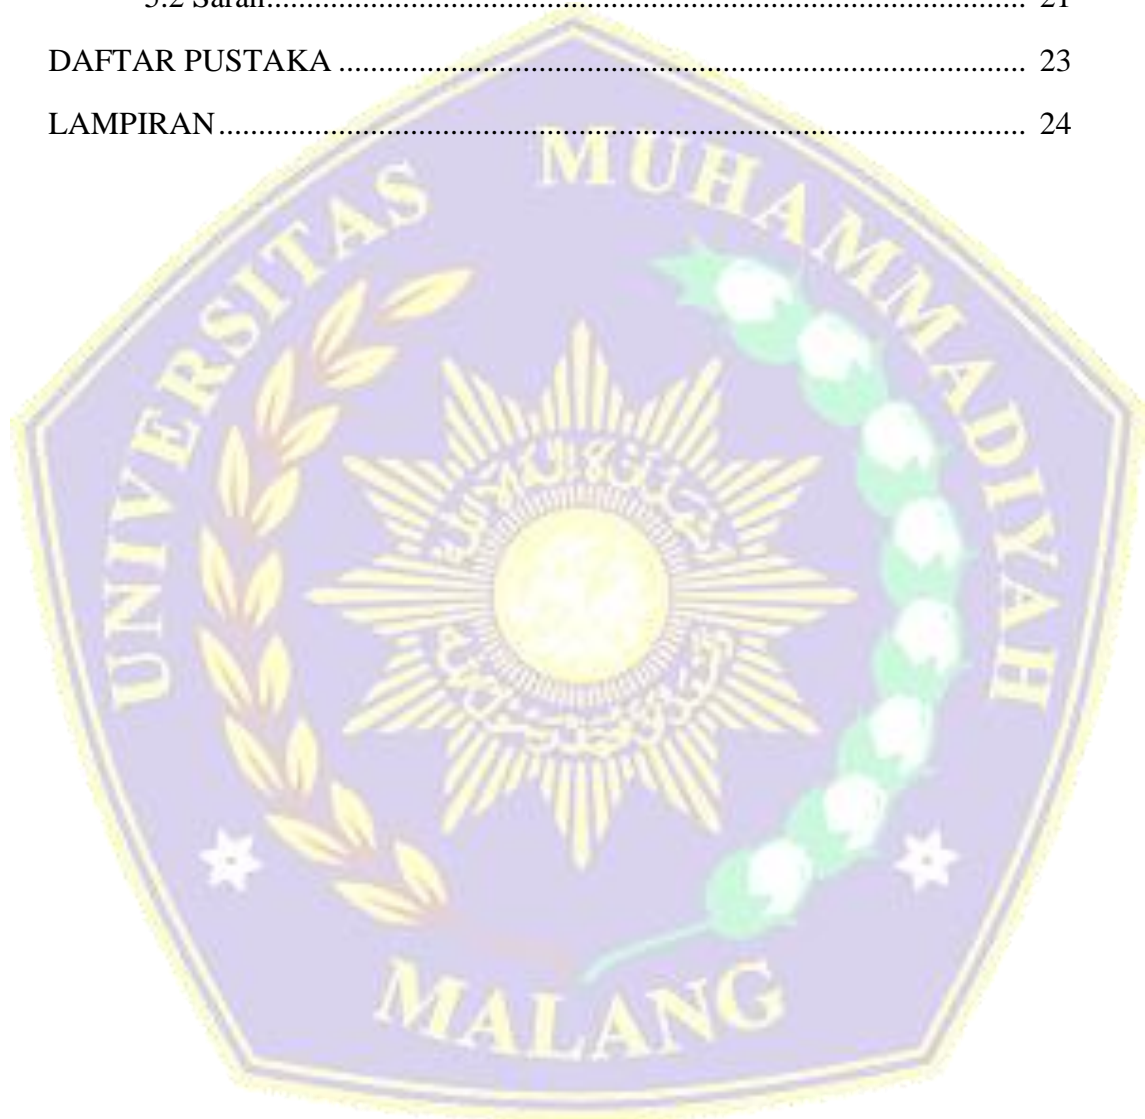 5.2 Saran........................................................................................ 21
DAFTAR PUSTAKA ...................................................................................... 23
LAMPIRAN..................................................................................................... 24
UNIVERSITAS MUHAMMADIYAH
MALANG